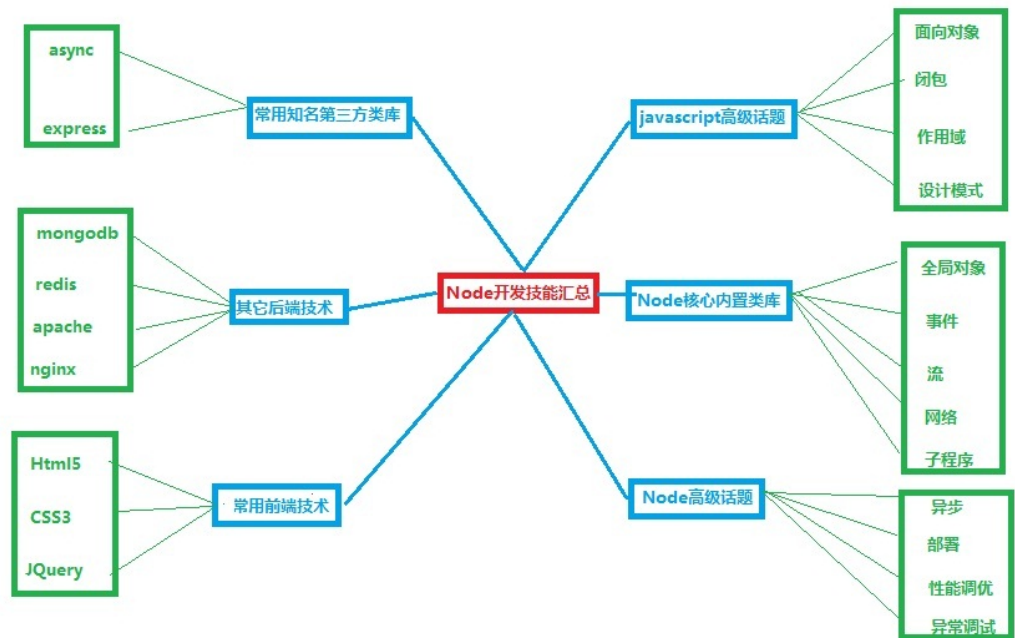 async
express
常用知名第三方类库
mongodb
redis
apache
nginx
其它后端技术
Html5
CSS3
JQuery
常用前端技术
Node开发技能汇总
javascript高级话题
面向对象
闭包
作用域
设计模式
Node核心内置类库
全局对象
事件
流
网络
子程序
Node高级话题
异步
部署
性能调优
异常调试